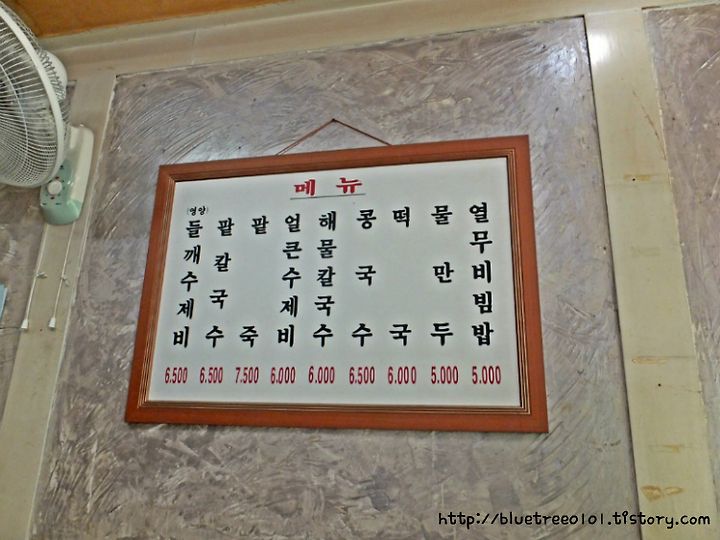 메뉴
(영양)
들깨수제비
팥칼국수
팥죽
얼큰수제비
해물칼국수
콩국수
떡국
물만두
열무비빔밥
6.500 6.500 7.500 6.000 6.000 6.500 6.000 5.000 5.000
http://bluetree0101.tistory.com